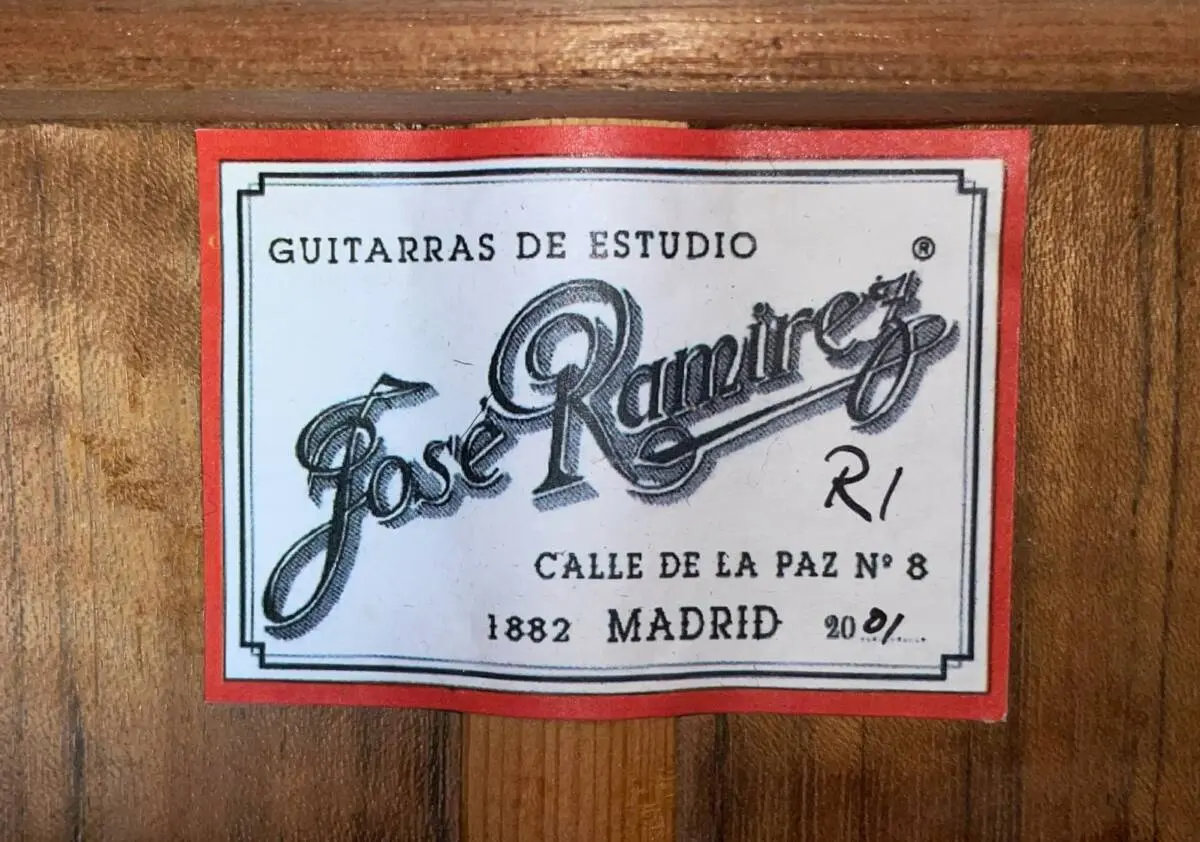 GUITARRAS DE ESTUDIO ®
José Ramirez
R1
CALLE DE LA PAZ Nº 8
1882 MADRID 2001